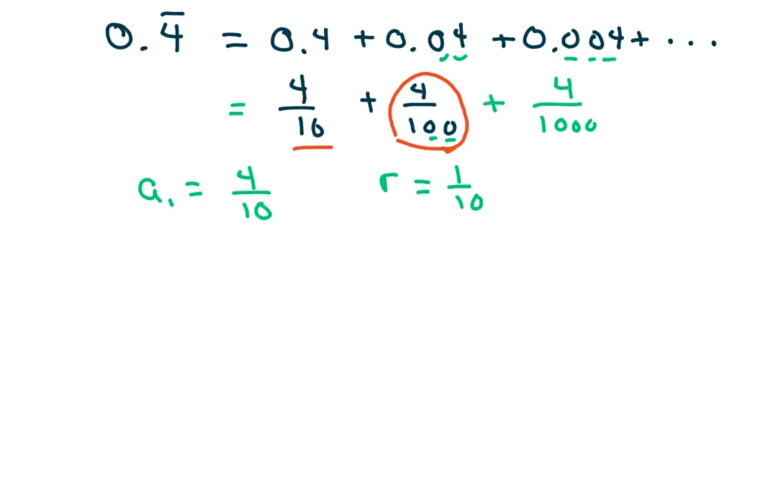 0.4̅ = 0.4 + 0.04 + 0.004 + ...
= 4/10 + 4/100 + 4/1000
a₁ = 4/10 r = 1/10